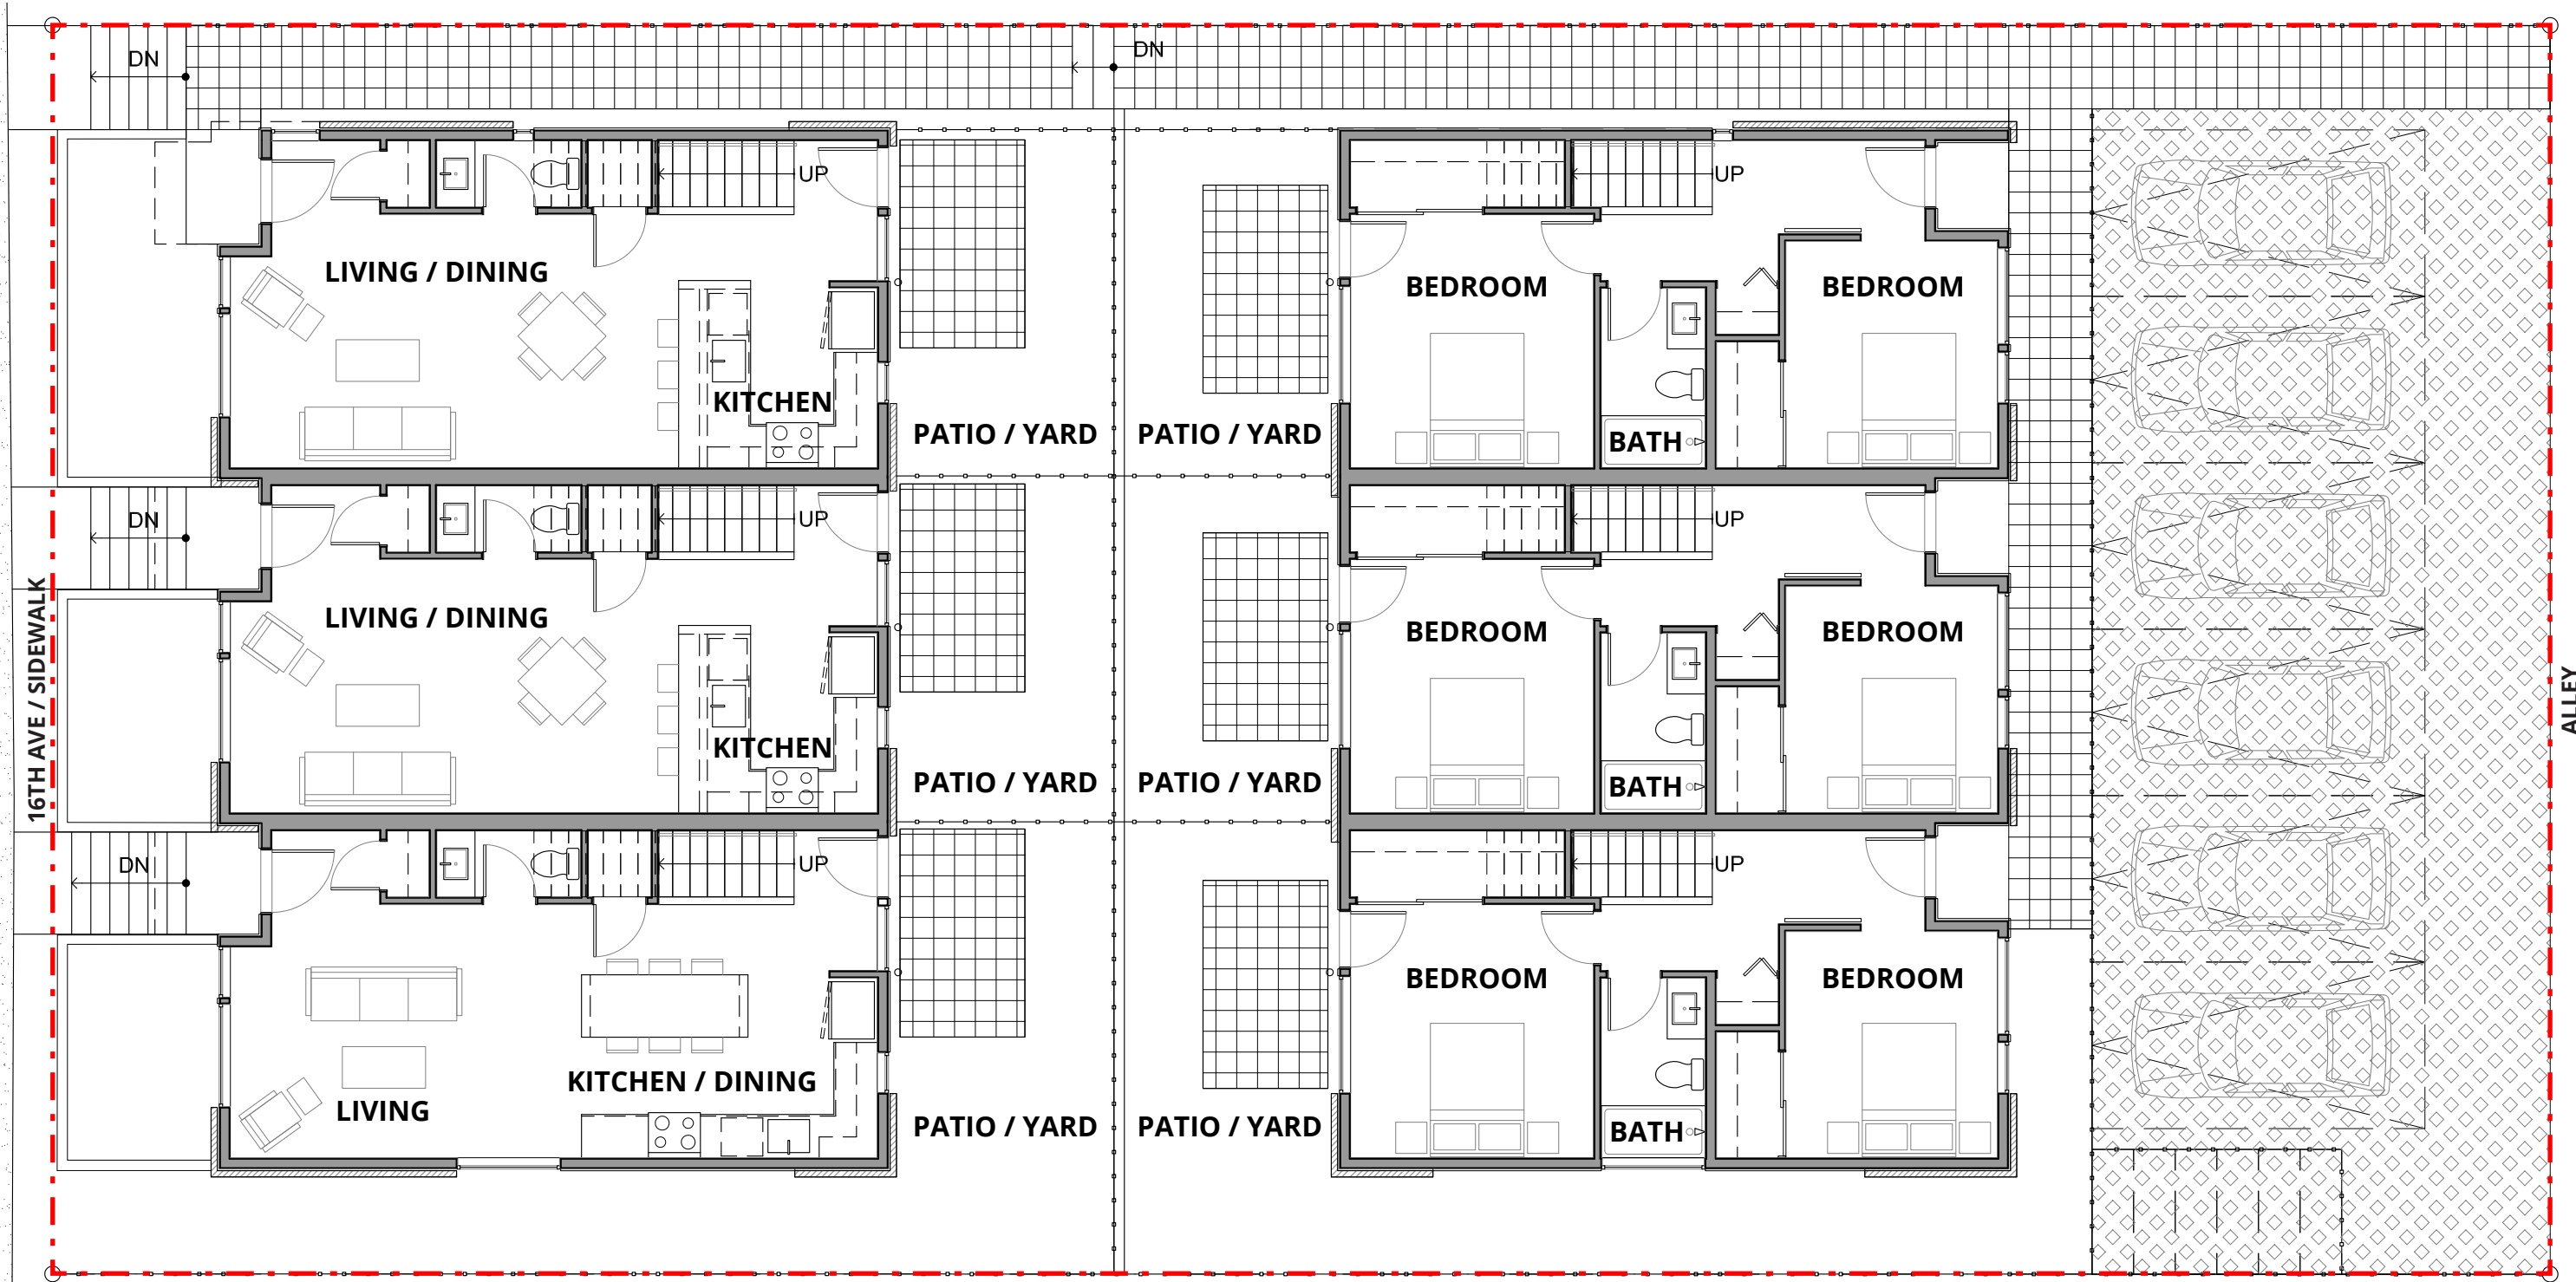 DN
DN
UP
UP
LIVING / DINING
BEDROOM
BEDROOM
KITCHEN
PATIO / YARD
PATIO / YARD
BATH
DN
UP
UP
LIVING / DINING
BEDROOM
BEDROOM
16TH AVE / SIDEWALK
ALLEY
KITCHEN
PATIO / YARD
PATIO / YARD
BATH
DN
UP
UP
BEDROOM
BEDROOM
KITCHEN / DINING
LIVING
PATIO / YARD
PATIO / YARD
BATH